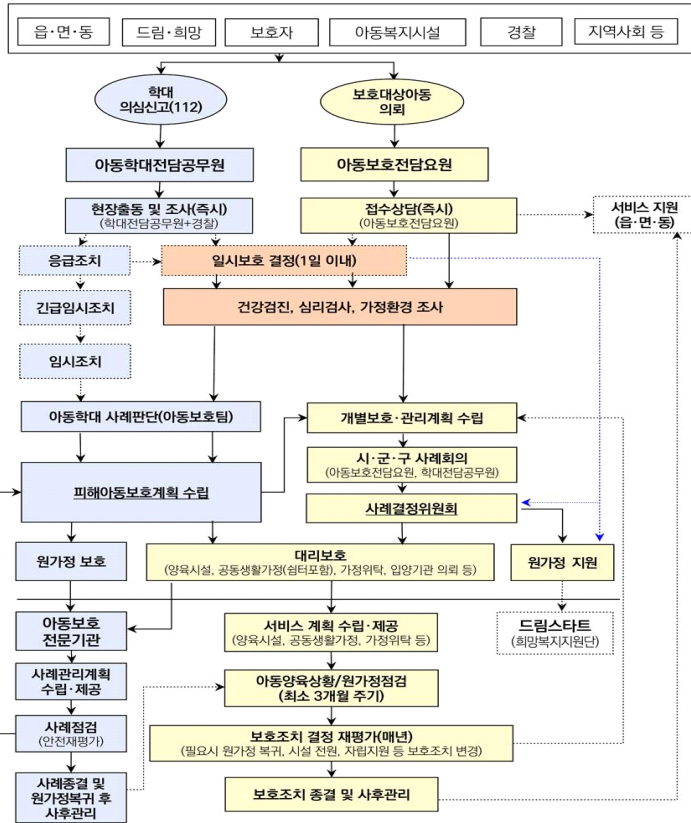 읍·면·동
드림·희망
보호자
아동복지시설
경찰
지역사회 등
학대
의심신고(112)
보호대상아동
의뢰
아동학대전담공무원
아동보호전담요원
현장출동 및 조사(즉시)
(학대전담공무원+경찰)
접수상담(즉시)
(아동보호전담요원)
서비스 지원
(읍·면·동)
응급조치
일시보호 결정(1일 이내)
긴급임시조치
건강검진, 심리검사, 가정환경 조사
임시조치
아동학대 사례판단(아동보호팀)
개별보호·관리계획 수립
시·군·구 사례회의
(아동보호전담요원, 학대전담공무원)
피해아동보호계획 수립
사례결정위원회
원가정 보호
대리보호
(양육시설, 공동생활가정(쉼터포함), 가정위탁, 입양기관 의뢰 등)
원가정 지원
아동보호
전문기관
서비스 계획 수립·제공
(양육시설, 공동생활가정, 가정위탁 등)
드림스타트
(희망복지지원단)
사례관리계획
수립·제공
아동양육상황/원가정점검
(최소 3개월 주기)
사례점검
(안전재평가)
보호조치 결정 재평가(매년)
(필요시 원가정 복귀, 시설 전원, 자립지원 등 보호조치 변경)
사례종결 및
원가정복귀 후
사후관리
보호조치 종결 및 사후관리